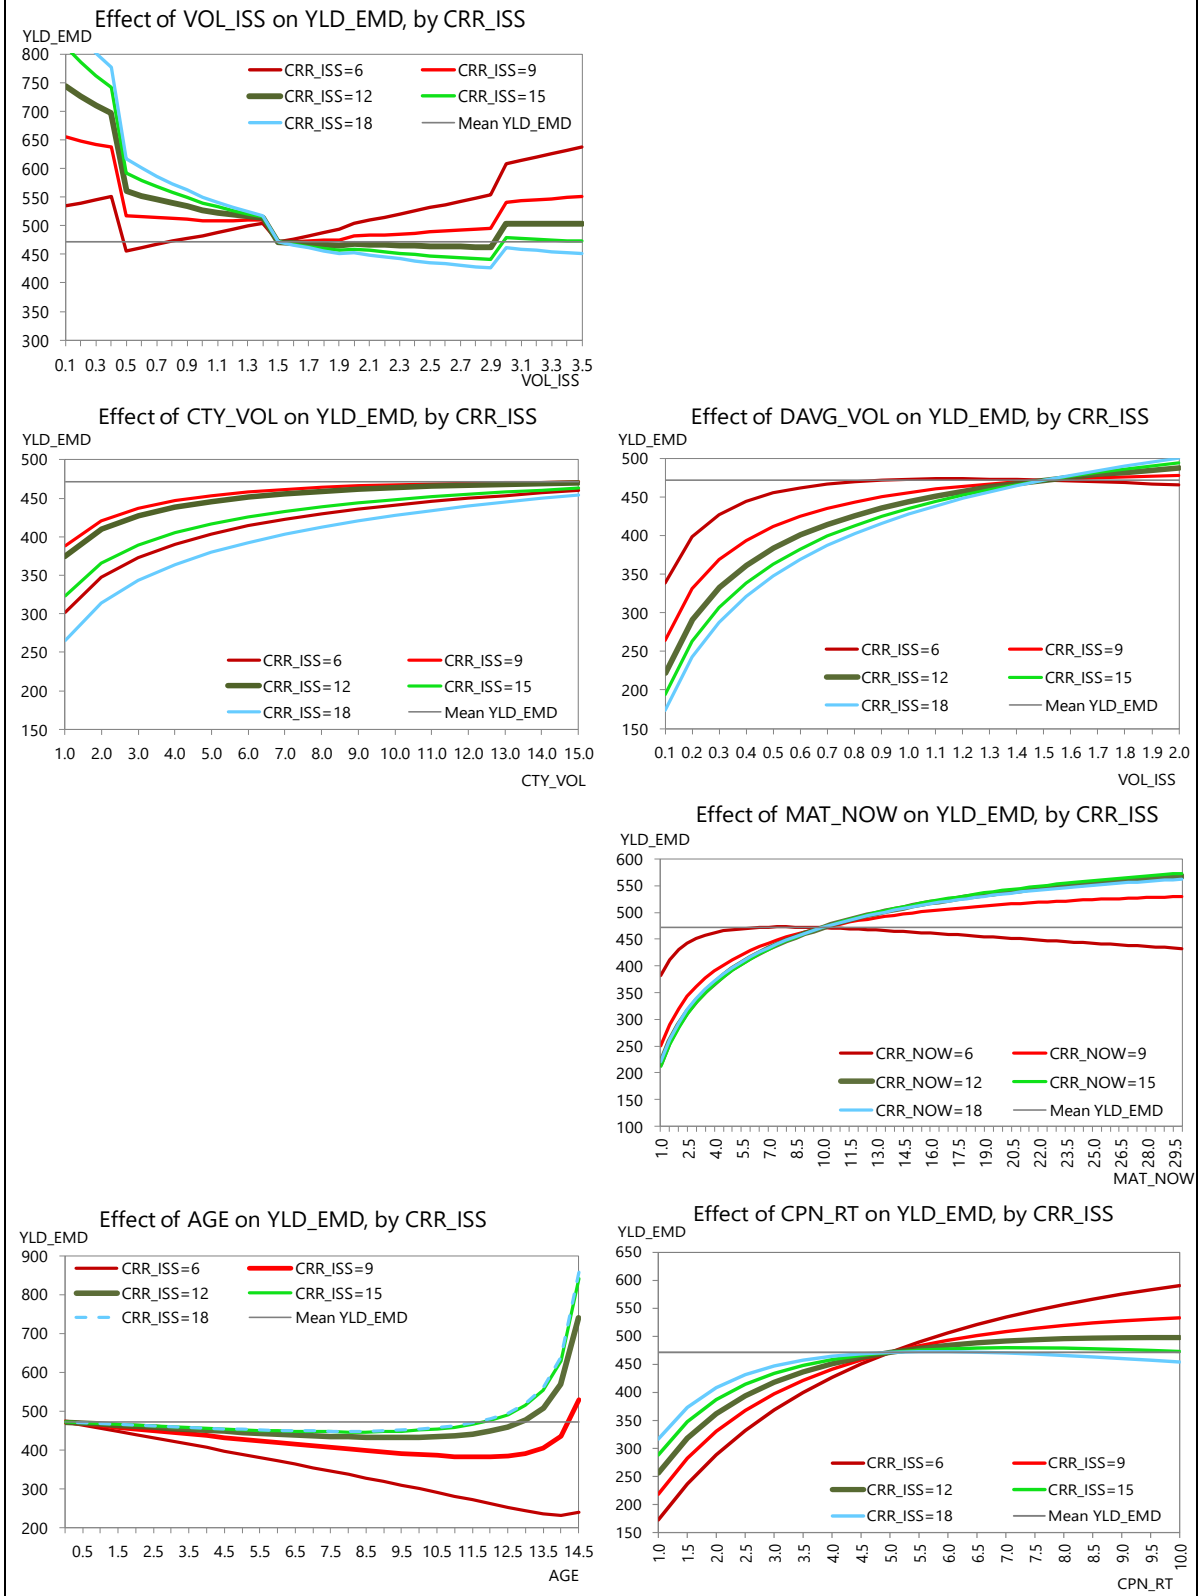 Effect of VOL_ISS on YLD_EMD, by CRR_ISS
YLD_EMD
800
750
700
650
600
550
500
450
400
350
300
CRR_ISS=6 CRR_ISS=9
CRR_ISS=12 CRR_ISS=15
CRR_ISS=18 Mean YLD_EMD
0.1 0.3 0.5 0.7 0.9 1.1 1.3 1.5 1.7 1.9 2.1 2.3 2.5 2.7 2.9 3.1 3.3 3.5
VOL_ISS
Effect of CTY_VOL on YLD_EMD, by CRR_ISS
YLD_EMD
500
450
400
350
300
250
200
150
CRR_ISS=6 CRR_ISS=9
CRR_ISS=12 CRR_ISS=15
CRR_ISS=18 Mean YLD_EMD
1.0 2.0 3.0 4.0 5.0 6.0 7.0 8.0 9.0 10.0 11.0 12.0 13.0 14.0 15.0
CTY_VOL
Effect of DAVG_VOL on YLD_EMD, by CRR_ISS
YLD_EMD
500
450
400
350
300
250
200
150
CRR_ISS=6 CRR_ISS=9
CRR_ISS=12 CRR_ISS=15
CRR_ISS=18 Mean YLD_EMD
0.1 0.2 0.3 0.4 0.5 0.6 0.7 0.8 0.9 1.0 1.1 1.2 1.3 1.4 1.5 1.6 1.7 1.8 1.9 2.0
VOL_ISS
Effect of MAT_NOW on YLD_EMD, by CRR_ISS
YLD_EMD
600
550
500
450
400
350
300
250
200
150
100
CRR_NOW=6 CRR_NOW=9
CRR_NOW=12 CRR_NOW=15
CRR_NOW=18 Mean YLD_EMD
1.0 2.5 4.0 5.5 7.0 8.5 10.0 11.5 13.0 14.5 16.0 17.5 19.0 20.5 22.0 23.5 25.0 26.5 28.0 29.5
MAT_NOW
Effect of AGE on YLD_EMD, by CRR_ISS
YLD_EMD
900
800
700
600
500
400
300
200
CRR_ISS=6 CRR_ISS=9
CRR_ISS=12 CRR_ISS=15
CRR_ISS=18 Mean YLD_EMD
0.5 1.5 2.5 3.5 4.5 5.5 6.5 7.5 8.5 9.5 10.5 11.5 12.5 13.5 14.5
AGE
Effect of CPN_RT on YLD_EMD, by CRR_ISS
YLD_EMD
650
600
550
500
450
400
350
300
250
200
150
CRR_ISS=6 CRR_ISS=9
CRR_ISS=12 CRR_ISS=15
CRR_ISS=18 Mean YLD_EMD
1.0 1.5 2.0 2.5 3.0 3.5 4.0 4.5 5.0 5.5 6.0 6.5 7.0 7.5 8.0 8.5 9.0 9.5 10.0
CPN_RT